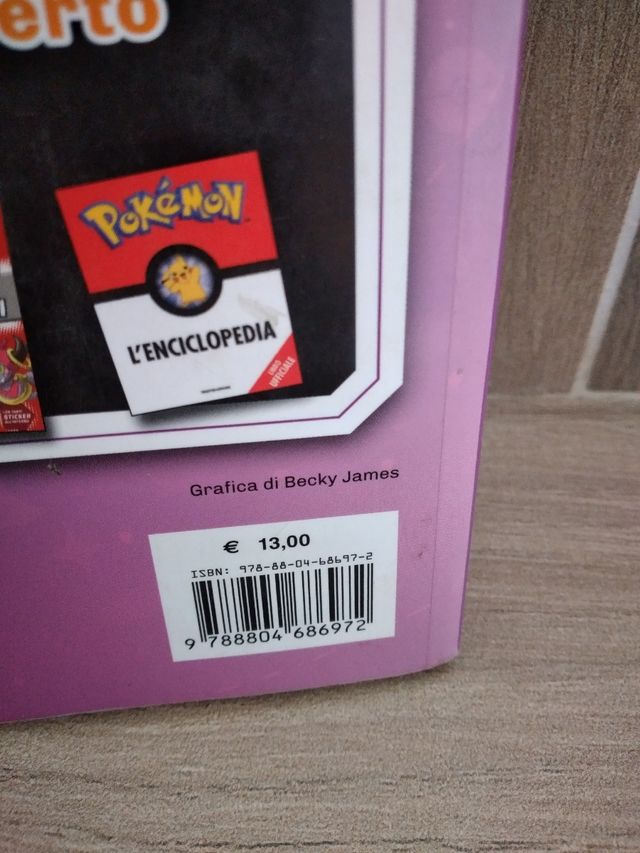 erto
POKéMON
L'ENCICLOPEDIA
LIBRO
UFFICIALE
Grafica di Becky James
€ 13,00
ISBN: 978-88-04-68697-2
9 788804 686972